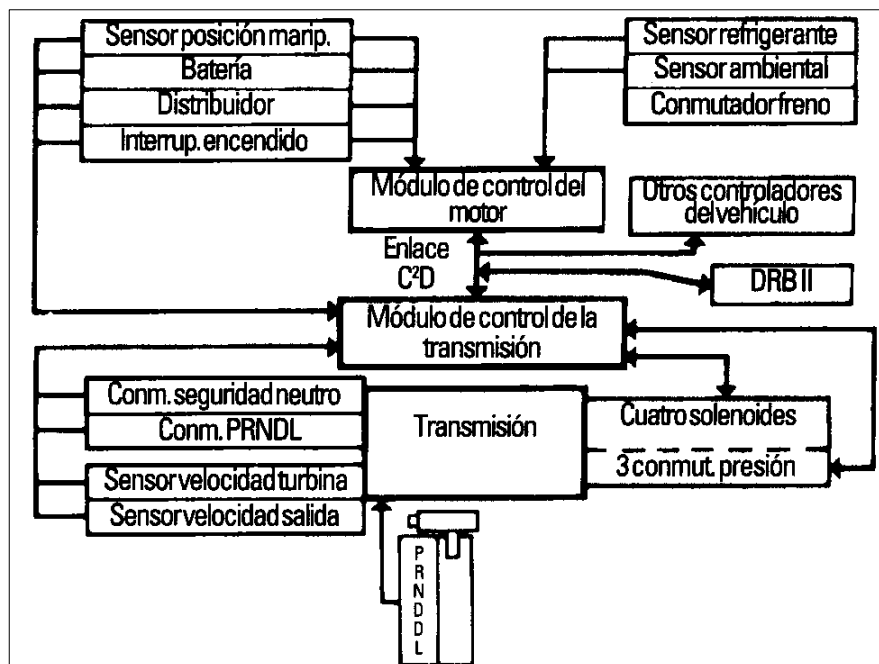 Sensor posición marip.
Batería
Distribuidor
Interrup. encendido
Sensor refrigerante
Sensor ambiental
Conmutador freno
Módulo de control del
motor
Otros controladores
del vehículo
Enlace
C²D
DRB II
Módulo de control de la
transmisión
Conm. seguridad neutro
Conm. PRNDL
Sensor velocidad turbina
Sensor velocidad salida
Transmisión
Cuatro solenoides
3 conmut. presión
P
R
N
D
D
L